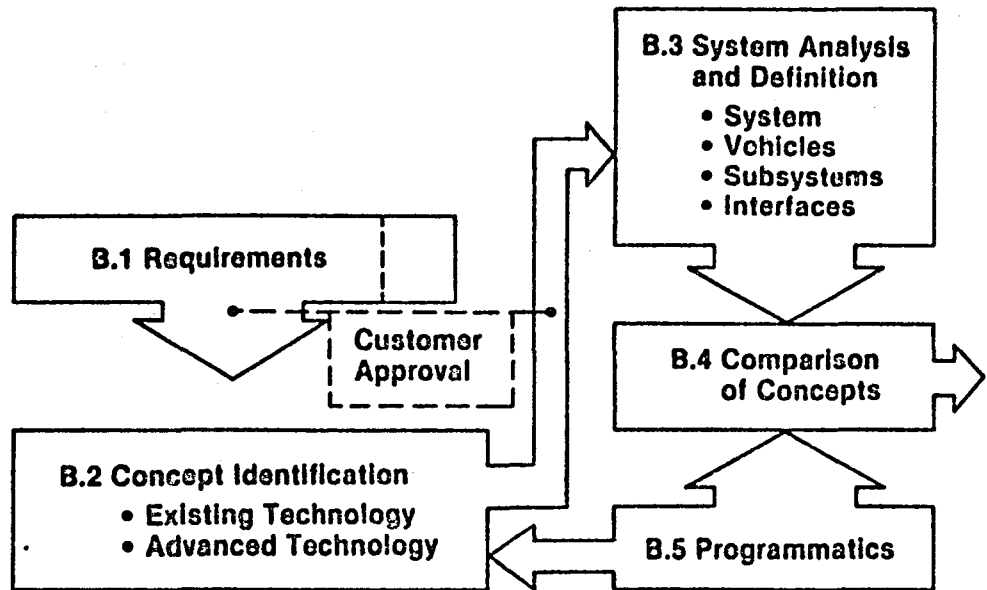 B.1 Requirements
Customer
Approval
B.2 Concept Identification
• Existing Technology
• Advanced Technology
B.3 System Analysis
and Definition
• System
• Vehicles
• Subsystems
• Interfaces
B.4 Comparison
of Concepts
B.5 Programmatics